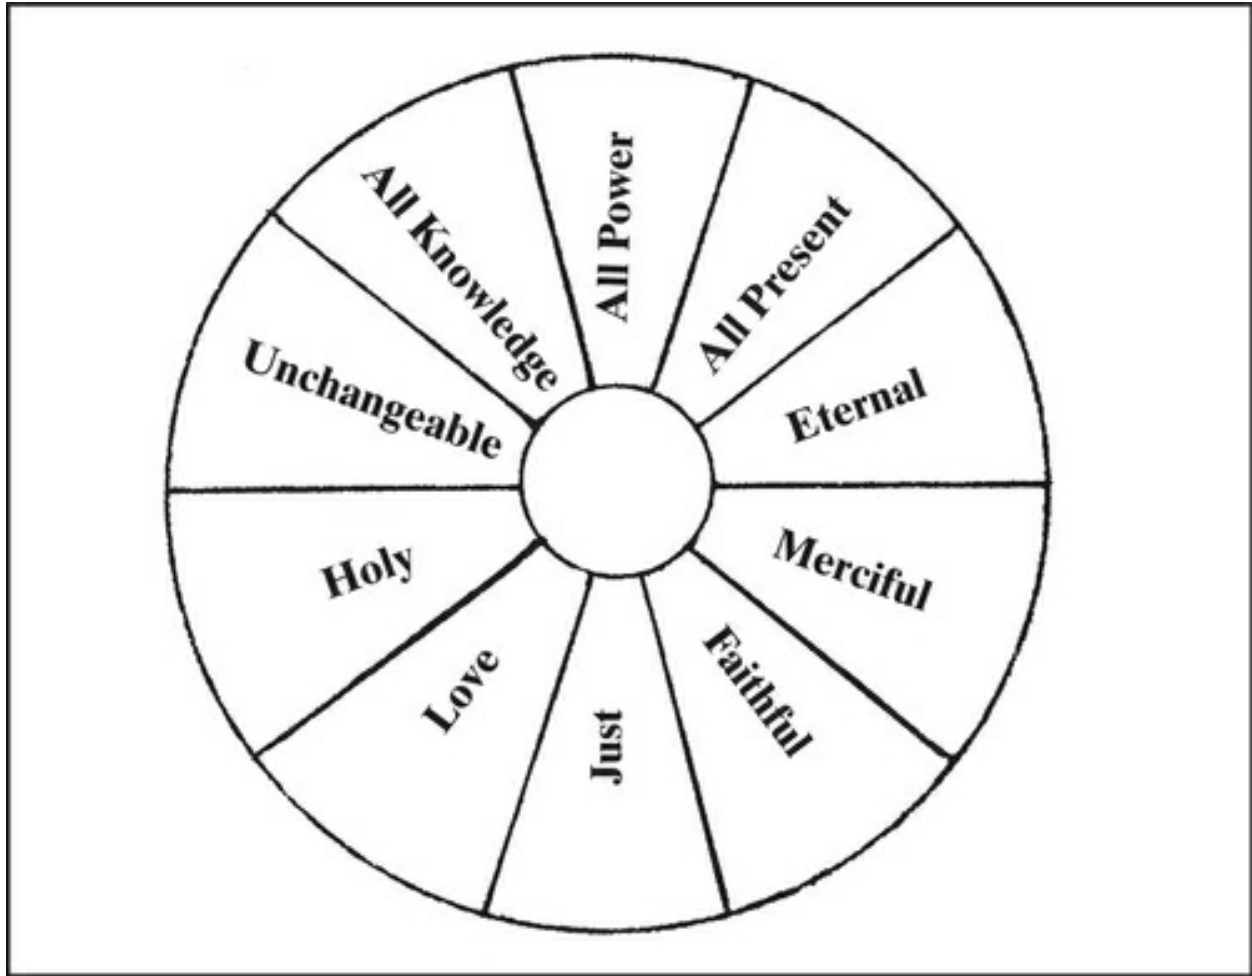 All Power
All Present
Eternal
Merciful
Faithful
Just
Love
Holy
Unchangeable
All Knowledge